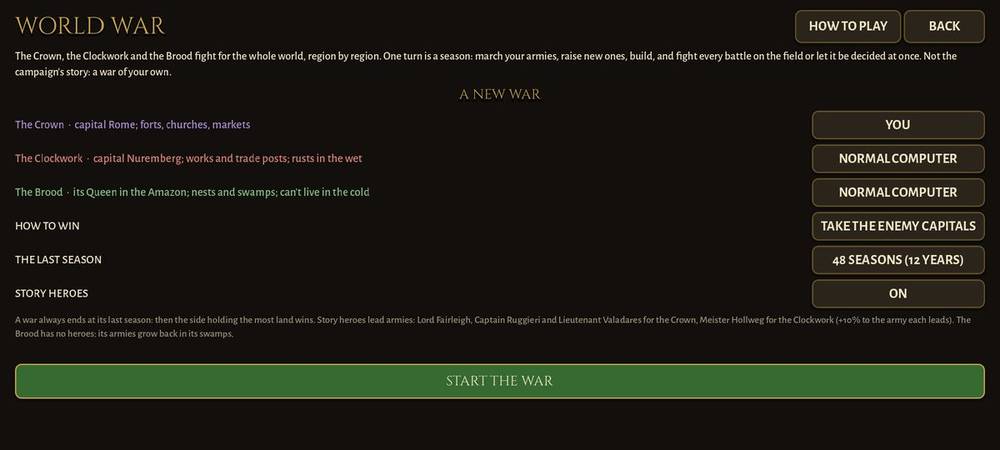 WORLD WAR
HOW TO PLAY
BACK
The Crown, the Clockwork and the Brood fight for the whole world, region by region. One turn is a season: march your armies, raise new ones, build, and fight every battle on the field or let it be decided at once. Not the
campaign's story: a war of your own.
A NEW WAR
The Crown · capital Rome; forts, churches, markets
YOU
The Clockwork · capital Nuremberg; works and trade posts; rusts in the wet
NORMAL COMPUTER
The Brood · its Queen in the Amazon; nests and swamps; can't live in the cold
NORMAL COMPUTER
HOW TO WIN
TAKE THE ENEMY CAPITALS
THE LAST SEASON
48 SEASONS (12 YEARS)
STORY HEROES
ON
A war always ends at its last season: then the side holding the most land wins. Story heroes lead armies: Lord Fairleigh, Captain Ruggieri and Lieutenant Valadares for the Crown, Meister Hollweg for the Clockwork (+10% to the army each leads). The
Brood has no heroes: its armies grow back in its swamps.
START THE WAR